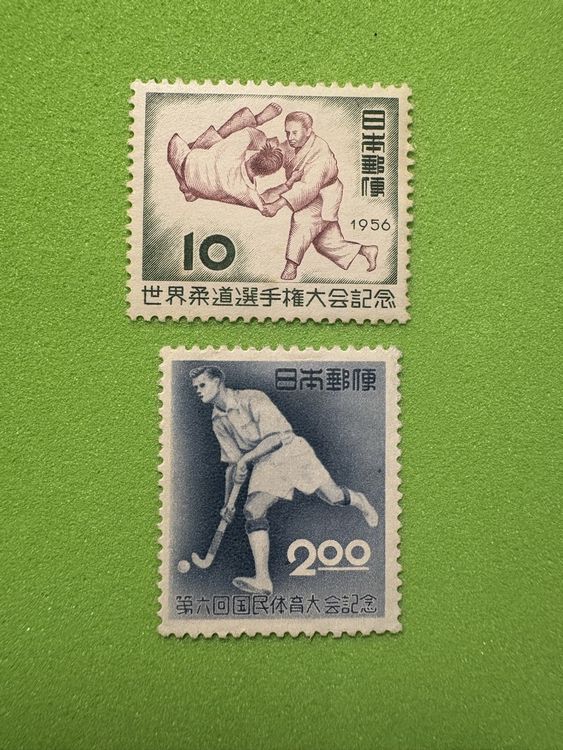 日本郵便
1956
10
世界柔道選手権大会記念
日本郵便
2.00
第六回国民体育大会記念